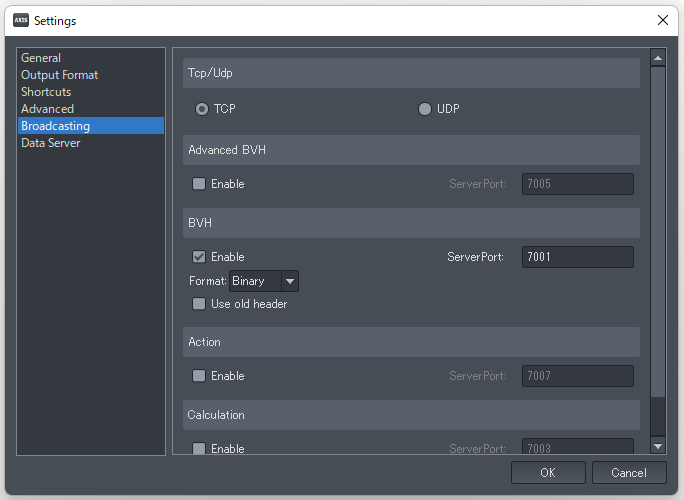 AXIS Settings
General
Output Format
Shortcuts
Advanced
Broadcasting
Data Server
Tcp/Udp
TCP UDP
Advanced BVH
Enable ServerPort: 7005
BVH
Enable ServerPort: 7001
Format: Binary
Use old header
Action
Enable ServerPort: 7007
Calculation
Enable ServerPort: 7003
OK Cancel